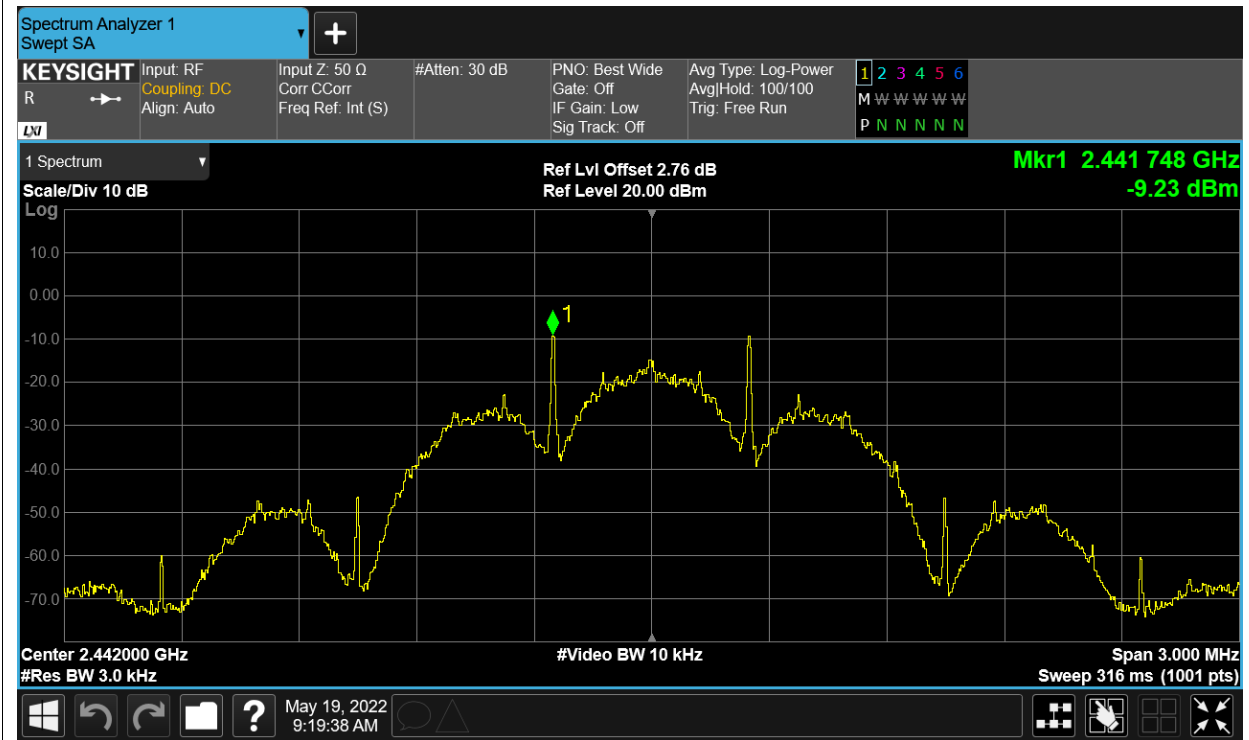 Spectrum Analyzer 1
Swept SA
▼
+
KEYSIGHT
R
LXI
Input: RF
Coupling: DC
Align: Auto
Input Z: 50 Ω
Corr CCorr
Freq Ref: Int (S)
#Atten: 30 dB
PNO: Best Wide
Gate: Off
IF Gain: Low
Sig Track: Off
Avg Type: Log-Power
Avg|Hold: 100/100
Trig: Free Run
1 2 3 4 5 6
M W W W W W
P N N N N N
1 Spectrum ▼
Scale/Div 10 dB
Log
Ref Lvl Offset 2.76 dB
Ref Level 20.00 dBm
Mkr1 2.441 748 GHz
-9.23 dBm
10.0
0.00
-10.0
-20.0
-30.0
-40.0
-50.0
-60.0
-70.0
1
Center 2.442000 GHz
#Res BW 3.0 kHz
#Video BW 10 kHz
Span 3.000 MHz
Sweep 316 ms (1001 pts)
?
May 19, 2022
9:19:38 AM